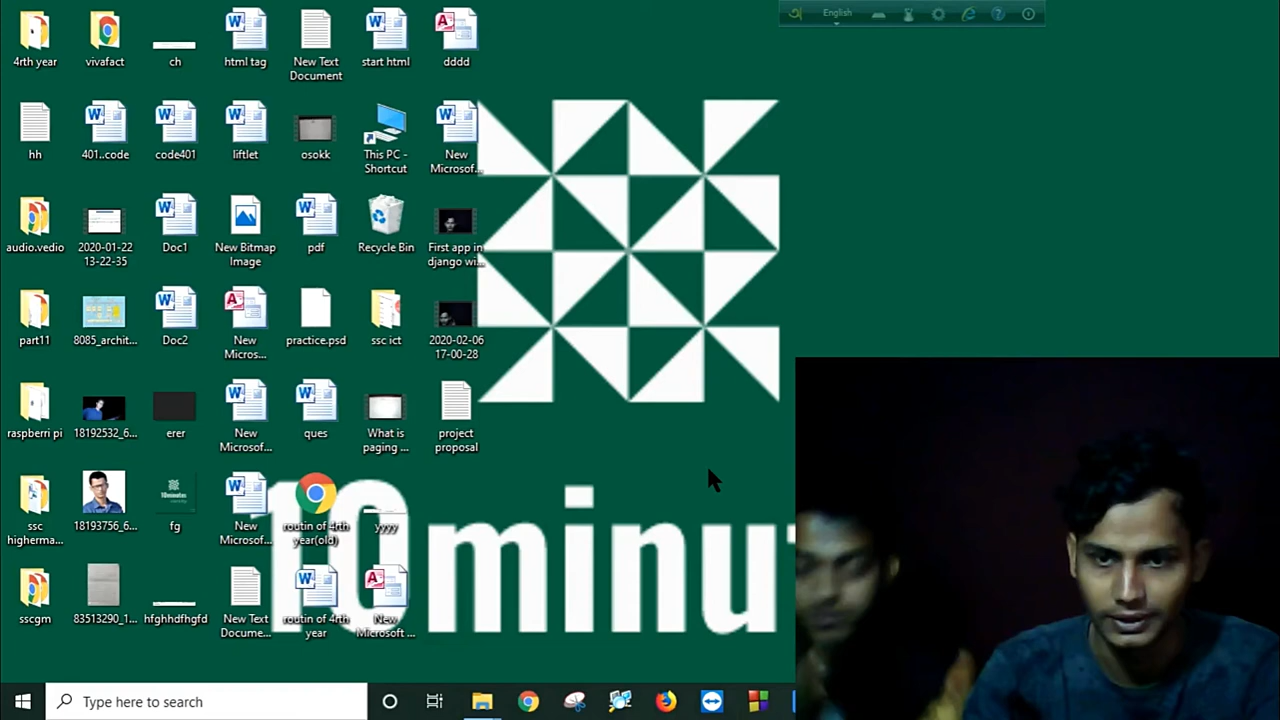 অ
English
4rth year
vivafact
ch
html tag
New Text
Document
start html
dddd
hh
401..code
code401
liftlet
osokk
This PC -
Shortcut
New
Microsof...
audio.vedio
2020-01-22
13-22-35
Doc1
New Bitmap
Image
pdf
Recycle Bin
First app in
django wi...
part11
8085_archit...
Doc2
New
Micros...
practice.psd
ssc ict
2020-02-06
17-00-28
raspberri pi
18192532_6...
erer
New
Microsof...
ques
What is
paging ...
project
proposal
ssc
higherma...
18193756_6...
fg
New
Microsof...
routin of 4rth
year(old)
yyyy
sscgm
83513290_1...
hfghhdfhgfd
New Text
Docume...
routin of 4rth
year
New
Microsoft ...
10minu
Type here to search